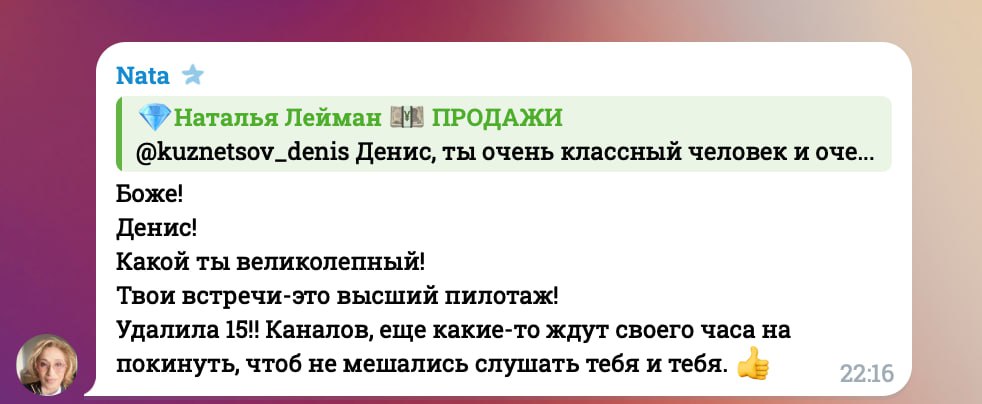 Nata
Наталья Лейман ПРОДАЖИ
@kuznetsov_denis Денис, ты очень классный человек и оче...
Боже!
Денис!
Какой ты великолепный!
Твои встречи-это высший пилотаж!
Удалила 15!! Каналов, еще какие-то ждут своего часа на
покинуть, чтоб не мешались слушать тебя и тебя.
22:16